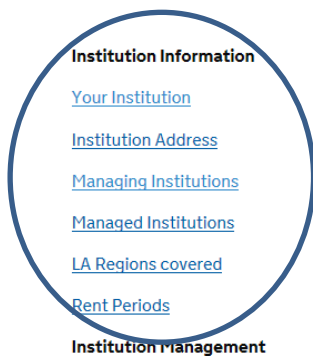 Institution Information
Your Institution
Institution Address
Managing Institutions
Managed Institutions
LA Regions covered
Rent Periods
Institution Management